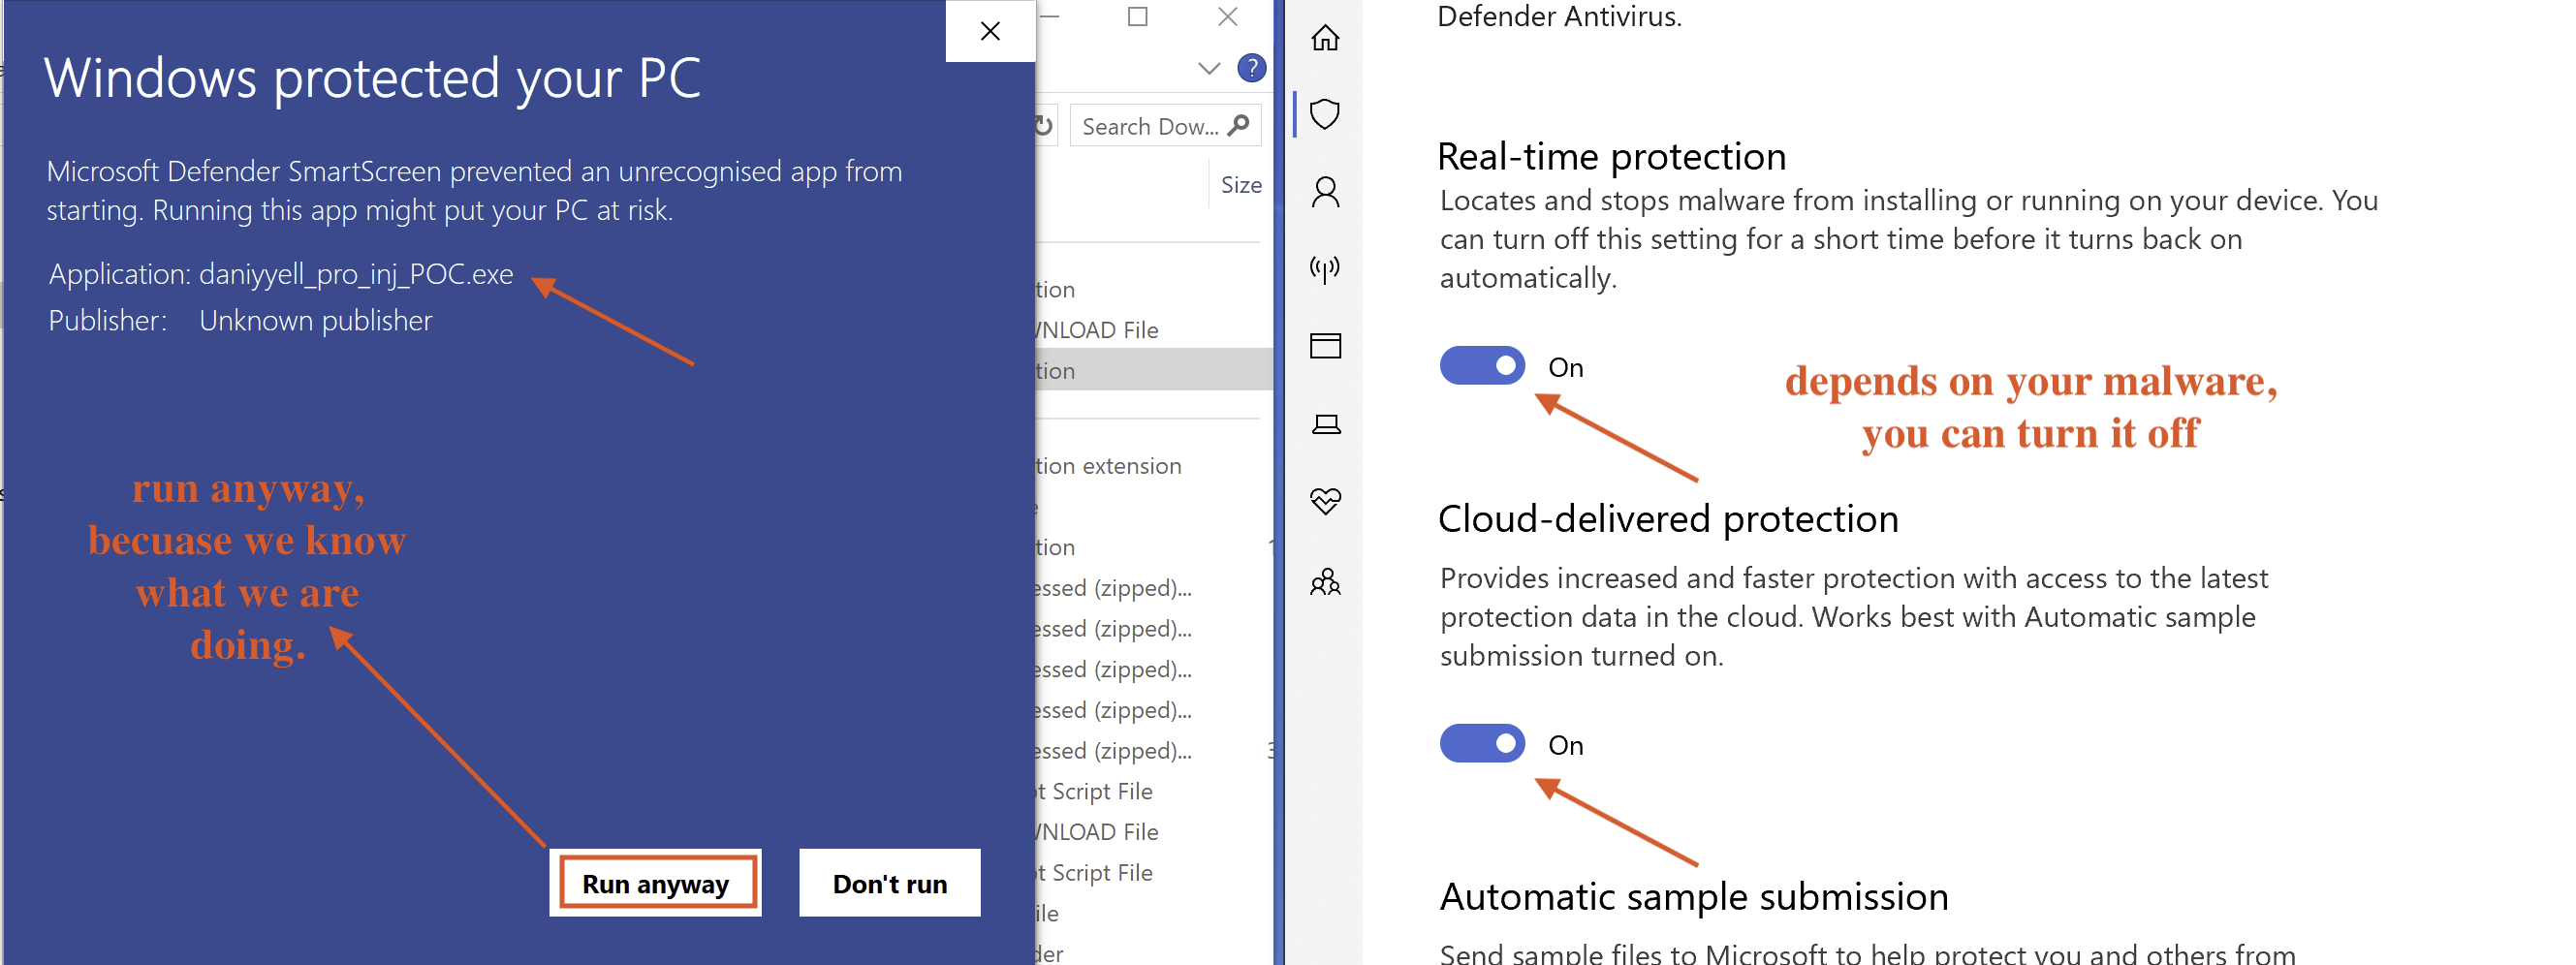 Windows protected your PC
Microsoft Defender SmartScreen prevented an unrecognised app from
starting. Running this app might put your PC at risk.
Application: daniyyell_pro_inj_POC.exe
Publisher: Unknown publisher
run anyway,
becuase we know
what we are
doing.
Run anyway
Don't run
?
Search Dow...
Size
tion
WNLOAD File
tion
tion extension
e
tion
essed (zipped)...
essed (zipped)...
essed (zipped)...
essed (zipped)...
essed (zipped)...
pt Script File
WNLOAD File
pt Script File
ile
der
Defender Antivirus.
Real-time protection
Locates and stops malware from installing or running on your device. You
can turn off this setting for a short time before it turns back on
automatically.
On
depends on your malware,
you can turn it off
Cloud-delivered protection
Provides increased and faster protection with access to the latest
protection data in the cloud. Works best with Automatic sample
submission turned on.
On
Automatic sample submission
Send sample files to Microsoft to help protect you and others from